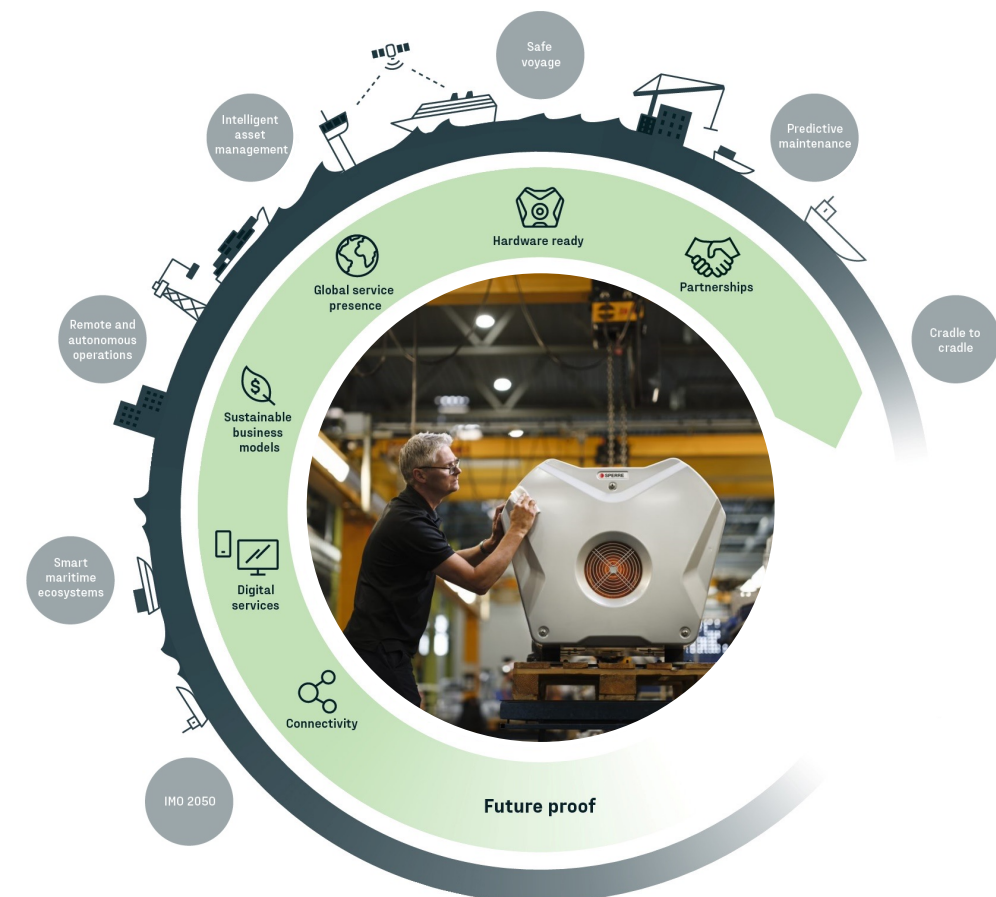 Safe
voyage
Intelligent
asset
management
Predictive
maintenance
Hardware ready
Global service
presence
Partnerships
Remote and
autonomous
operations
Cradle to
cradle
Sustainable
business
models
SPERRE
Smart
maritime
ecosystems
Digital
services
Connectivity
IMO 2050
Future proof